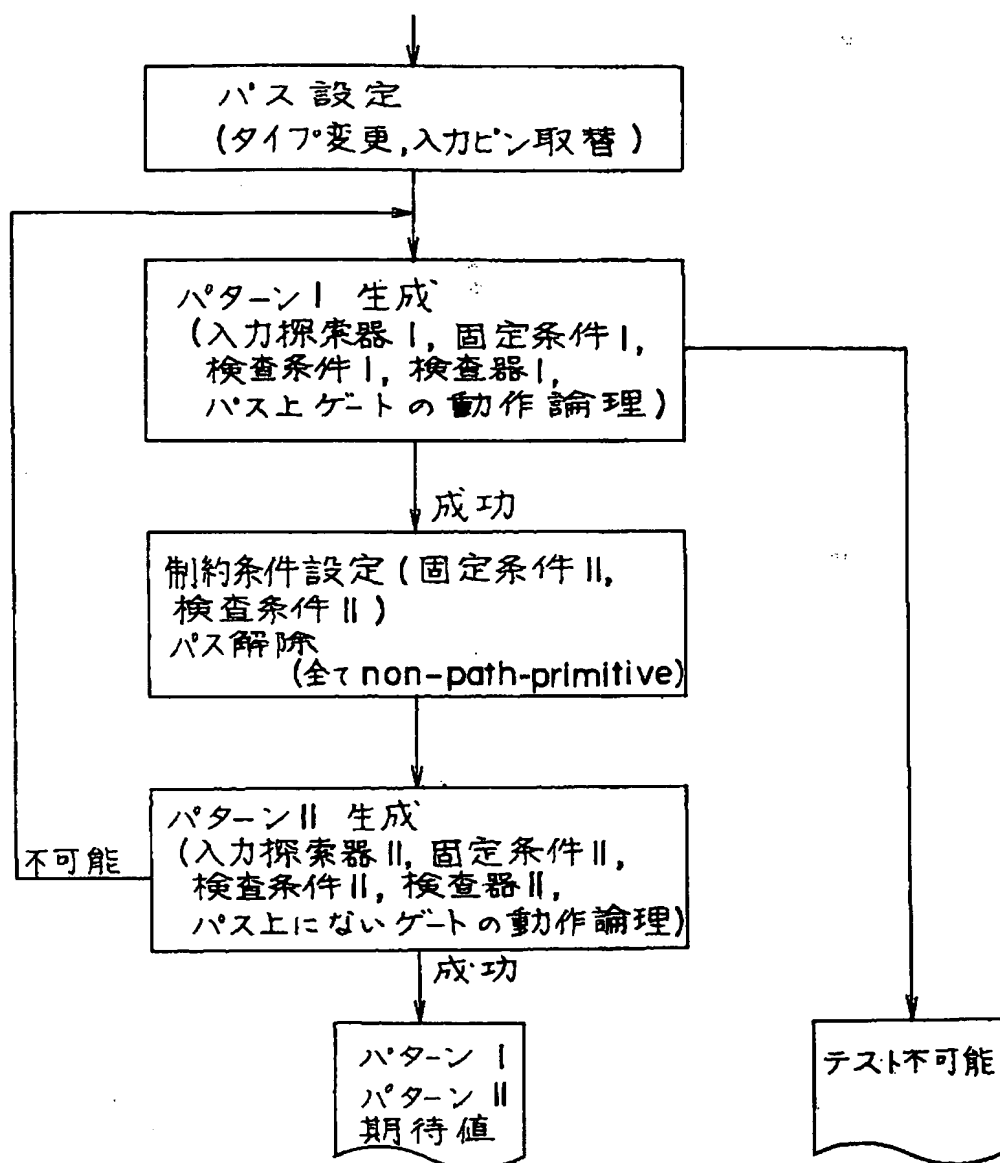 パス設定
(タイプ変更,入力ピン取替)
パターンI 生成
(入力探索器I, 固定条件I,
検査条件I, 検査器I,
パス上ゲートの動作論理)
成功
制約条件設定(固定条件II,
検査条件II)
パス解除
(全てnon-path-primitive)
パターンII 生成
(入力探索器II, 固定条件II,
検査条件II, 検査器II,
パス上にないゲートの動作論理)
不可能
成功
パターン I
パターン II
期待値
テスト不可能